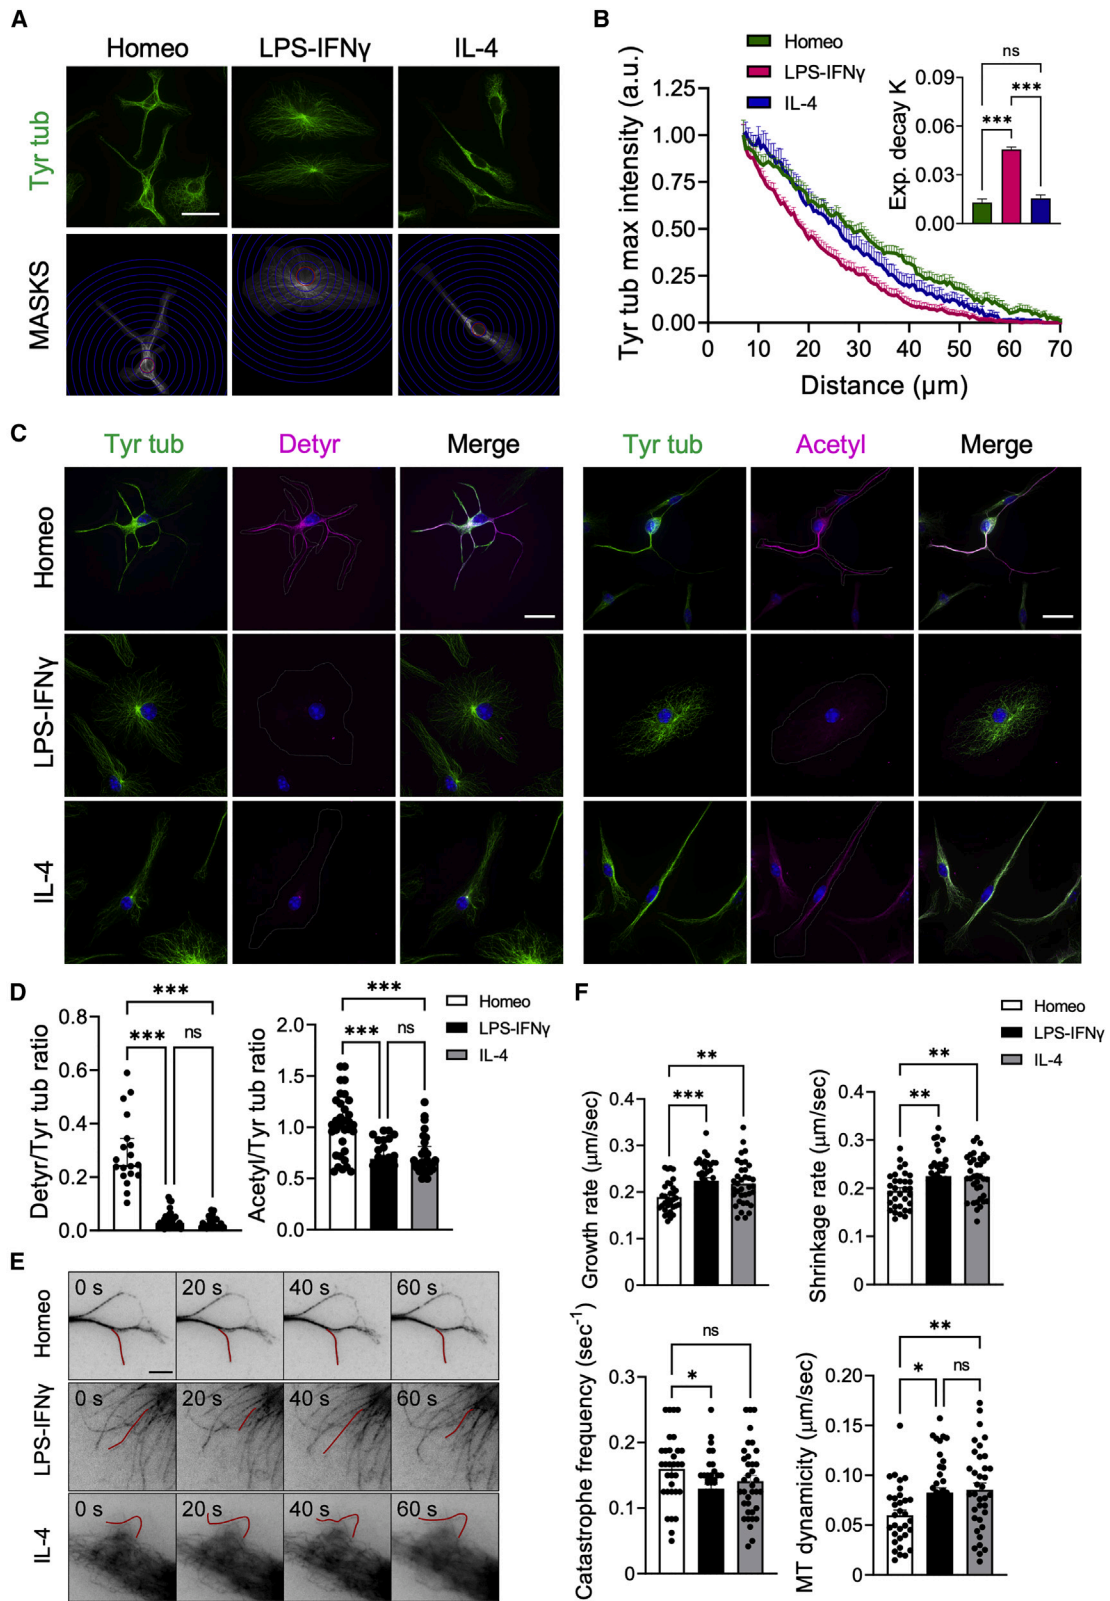 A
Homeo
LPS-IFNγ
IL-4
Tyr tub
MASKS
B
Homeo
LPS-IFNγ
IL-4
Tyr tub max intensity (a.u.)
1.25
1.00
0.75
0.50
0.25
0.00
0 10 20 30 40 50 60 70
Distance (μm)
Exp. decay K
0.09
0.06
0.03
0.00
ns
***
***
C
Tyr tub
Detyr
Merge
Tyr tub
Acetyl
Merge
Homeo
LPS-IFNγ
IL-4
D
Detyr/Tyr tub ratio
0.8
0.6
0.4
0.2
0.0
***
***
ns
Acetyl/Tyr tub ratio
2.0
1.5
1.0
0.5
0.0
***
***
ns
Homeo
LPS-IFNγ
IL-4
E
Homeo
0 s 20 s 40 s 60 s
LPS-IFNγ
0 s 20 s 40 s 60 s
IL-4
0 s 20 s 40 s 60 s
F
Homeo
LPS-IFNγ
IL-4
Growth rate (μm/sec)
0.4
0.3
0.2
0.1
0
**
***
Shrinkage rate (μm/sec)
0.4
0.3
0.2
0.1
0
**
**
Catastrophe frequency (sec⁻¹)
0.3
0.2
0.1
0
ns
*
MT dynamicity (μm/sec)
0.20
0.15
0.10
0.05
0
**
*
ns